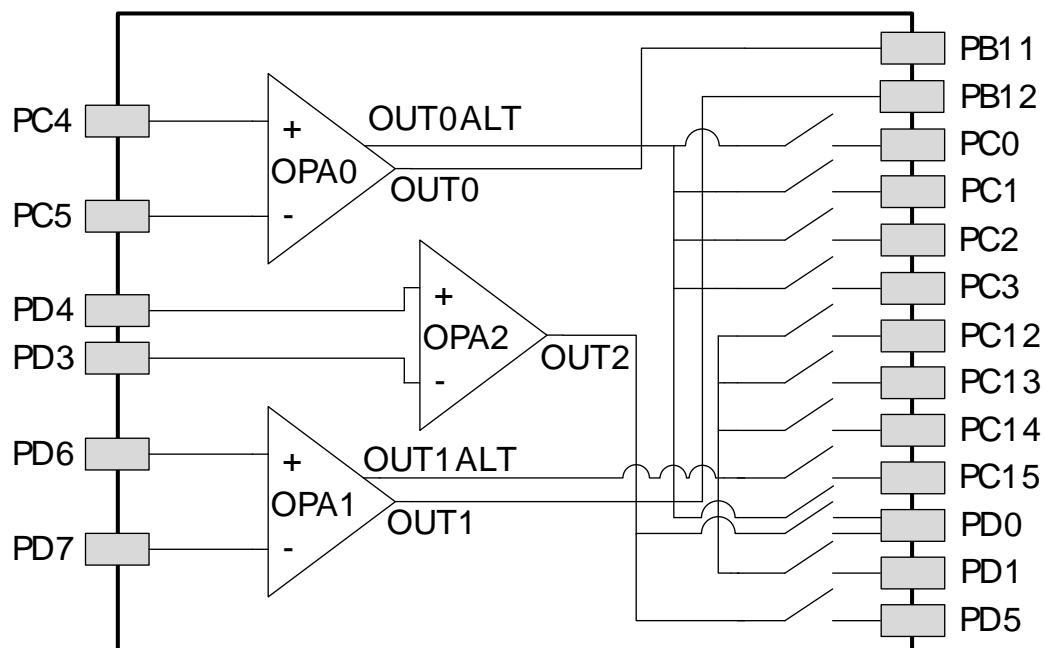 PB11
PB12
PC4
+
OUT0ALT
PC0
OPA0
OUT0
PC1
PC5
-
PC2
PC3
PD4
+
OPA2
PC12
PD3
OUT2
-
PC13
PC14
PD6
+
OUT1ALT
PC15
OPA1
OUT1
PD0
PD7
-
PD1
PD5